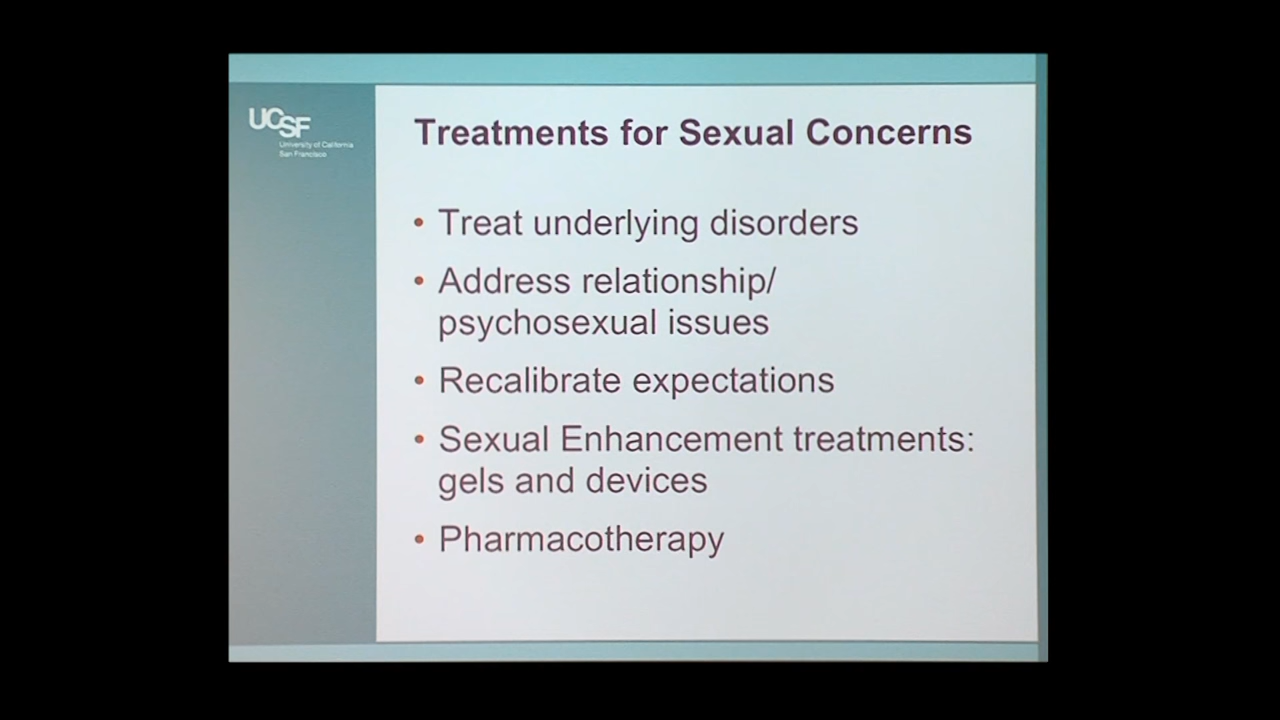 UCSF
University of California
San Francisco
Treatments for Sexual Concerns
• Treat underlying disorders
• Address relationship/
psychosexual issues
• Recalibrate expectations
• Sexual Enhancement treatments:
gels and devices
• Pharmacotherapy